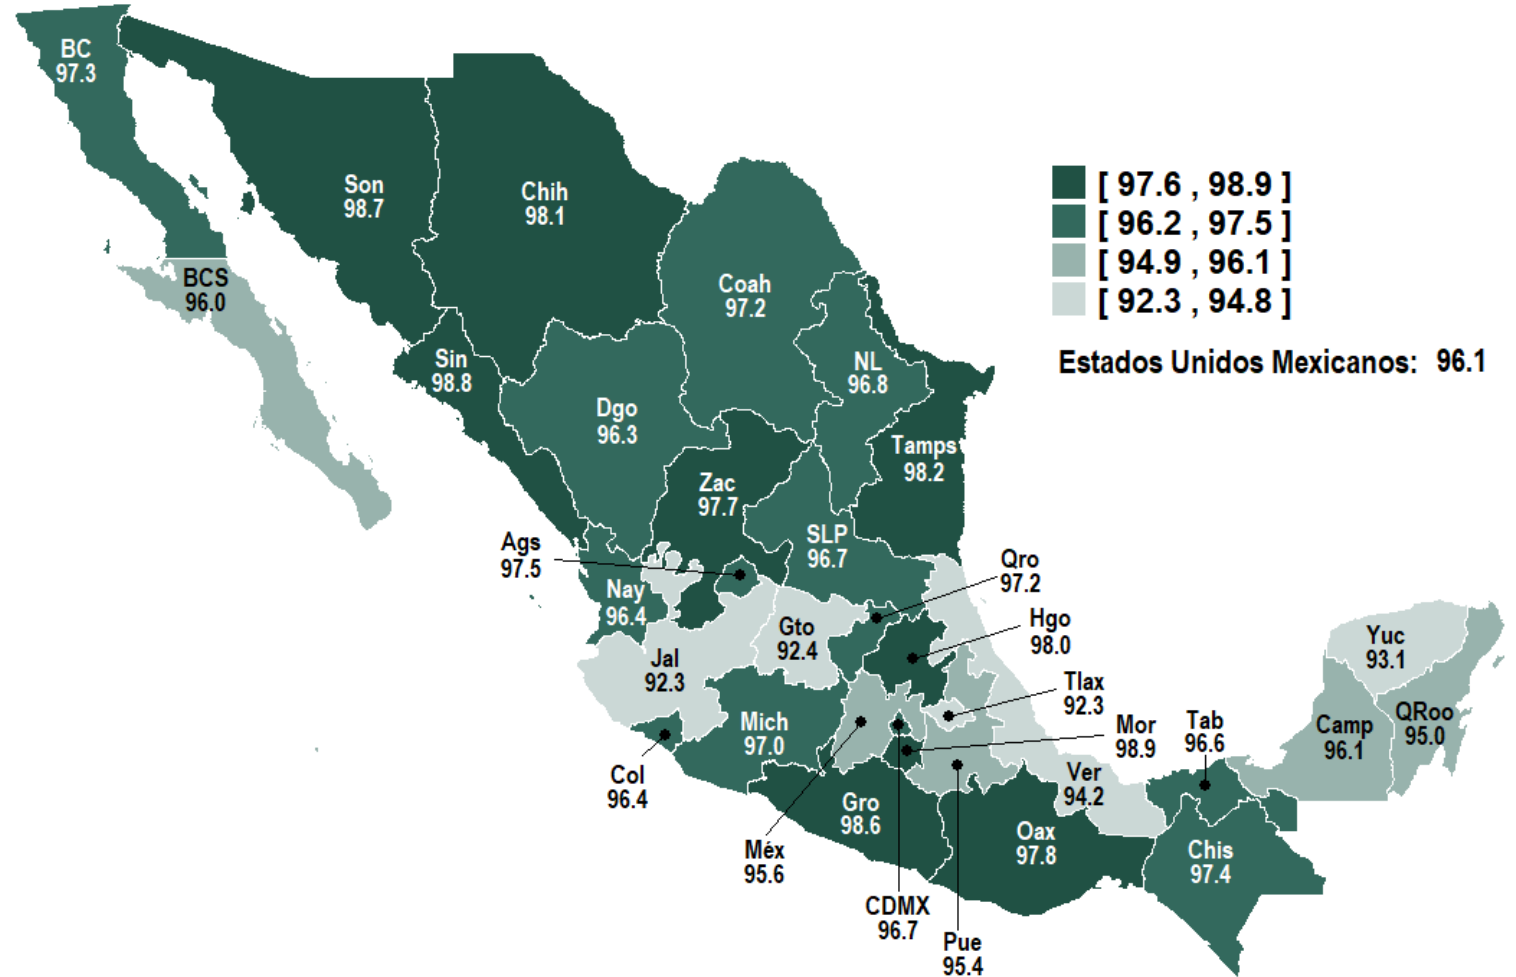 BC
97.3
Son
98.7
Chih
98.1
[ 97.6 , 98.9 ]
[ 96.2 , 97.5 ]
[ 94.9 , 96.1 ]
[ 92.3 , 94.8 ]
Estados Unidos Mexicanos: 96.1
BCS
96.0
Coah
97.2
Sin
98.8
NL
96.8
Dgo
96.3
Tamps
98.2
Zac
97.7
SLP
96.7
Ags
97.5
Qro
97.2
Nay
96.4
Hgo
98.0
Gto
92.4
Yuc
93.1
Jal
92.3
Tlax
92.3
Mich
97.0
Mor
98.9
Tab
96.6
Camp
96.1
QRoo
95.0
Col
96.4
Ver
94.2
Gro
98.6
Oax
97.8
Méx
95.6
Chis
97.4
CDMX
96.7
Pue
95.4